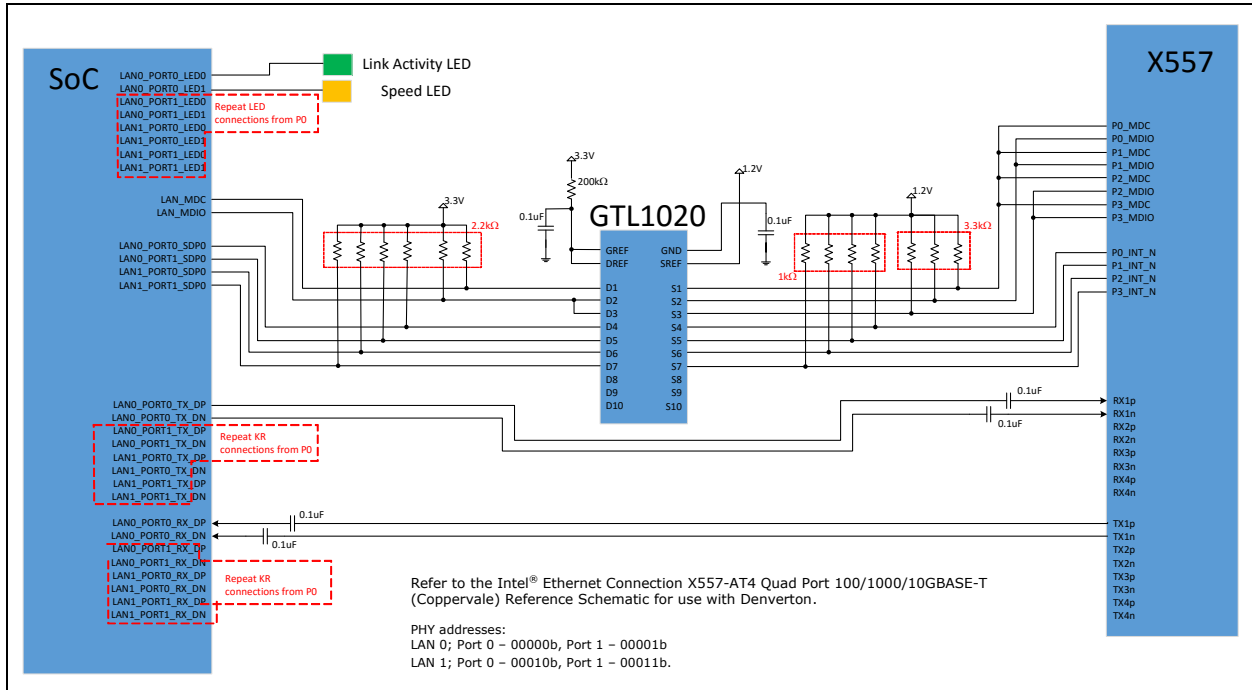 SoC
X557
LAN0_PORT0_LED0
LAN0_PORT0_LED1
LAN0_PORT1_LED0
LAN0_PORT1_LED1
LAN1_PORT0_LED0
LAN1_PORT0_LED1
LAN1_PORT1_LED0
LAN1_PORT1_LED1
Link Activity LED
Speed LED
Repeat LED
connections from P0
LAN_MDC
LAN_MDIO
LAN0_PORT0_SDP0
LAN0_PORT1_SDP0
LAN1_PORT0_SDP0
LAN1_PORT1_SDP0
3.3V
2.2kΩ
3.3V
200kΩ
0.1uF
GTL1020
GREF
DREF
D1
D2
D3
D4
D5
D6
D7
D8
D9
D10
GND
SREF
S1
S2
S3
S4
S5
S6
S7
S8
S9
S10
1.2V
0.1uF
1.2V
1kΩ
3.3kΩ
P0_MDC
P0_MDIO
P1_MDC
P1_MDIO
P2_MDC
P2_MDIO
P3_MDC
P3_MDIO
P0_INT_N
P1_INT_N
P2_INT_N
P3_INT_N
LAN0_PORT0_TX_DP
LAN0_PORT0_TX_DN
LAN0_PORT1_TX_DP
LAN0_PORT1_TX_DN
LAN1_PORT0_TX_DP
LAN1_PORT0_TX_DN
LAN1_PORT1_TX_DP
LAN1_PORT1_TX_DN
Repeat KR
connections from P0
0.1uF
0.1uF
RX1p
RX1n
RX2p
RX2n
RX3p
RX3n
RX4p
RX4n
LAN0_PORT0_RX_DP
LAN0_PORT0_RX_DN
LAN0_PORT1_RX_DP
LAN0_PORT1_RX_DN
LAN1_PORT0_RX_DP
LAN1_PORT0_RX_DN
LAN1_PORT1_RX_DP
LAN1_PORT1_RX_DN
0.1uF
0.1uF
Repeat KR
connections from P0
TX1p
TX1n
TX2p
TX2n
TX3p
TX3n
TX4p
TX4n
Refer to the Intel® Ethernet Connection X557-AT4 Quad Port 100/1000/10GBASE-T
(Coppervale) Reference Schematic for use with Denverton.
PHY addresses:
LAN 0; Port 0 – 00000b, Port 1 – 00001b
LAN 1; Port 0 – 00010b, Port 1 – 00011b.